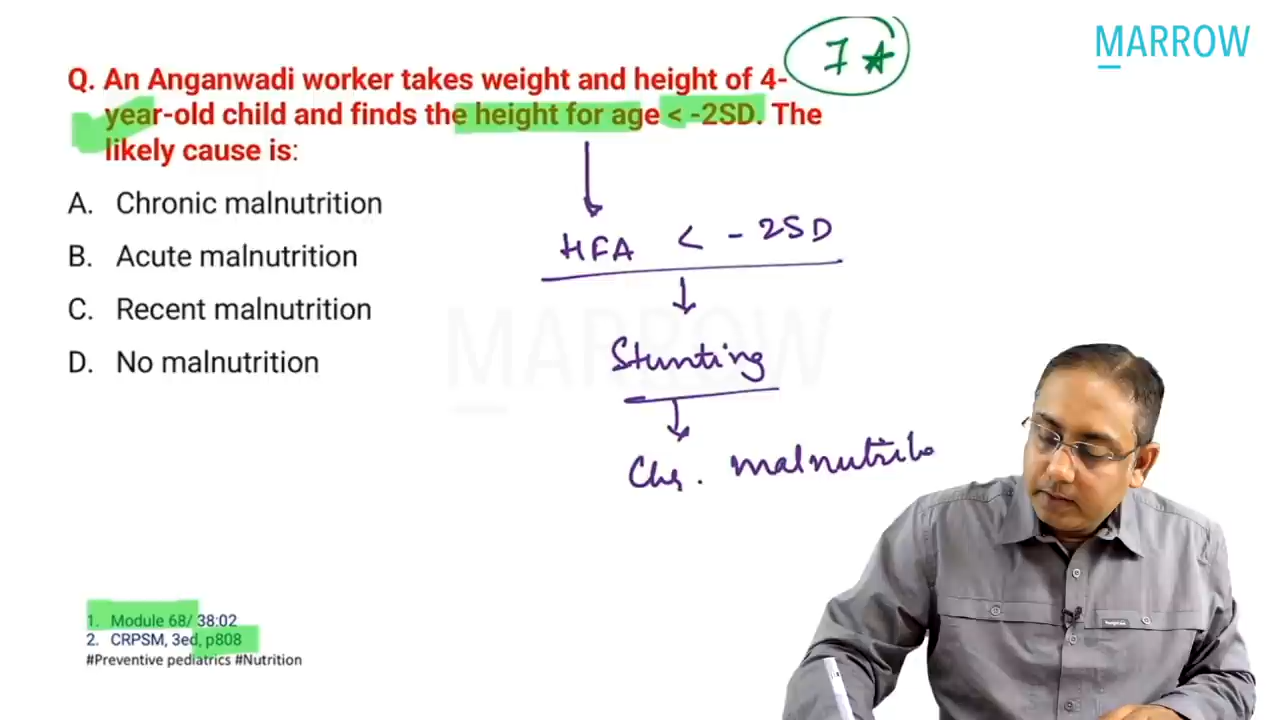 MARROW
7 ☆
Q. An Anganwadi worker takes weight and height of 4-
year-old child and finds the height for age < -2SD. The
likely cause is:
A. Chronic malnutrition
B. Acute malnutrition
C. Recent malnutrition
D. No malnutrition
HFA < -2SD
MARROW
Stunting
Chr. malnutritio
1. Module 68/ 38:02
2. CRPSM, 3ed, p808
#Preventive pediatrics #Nutrition